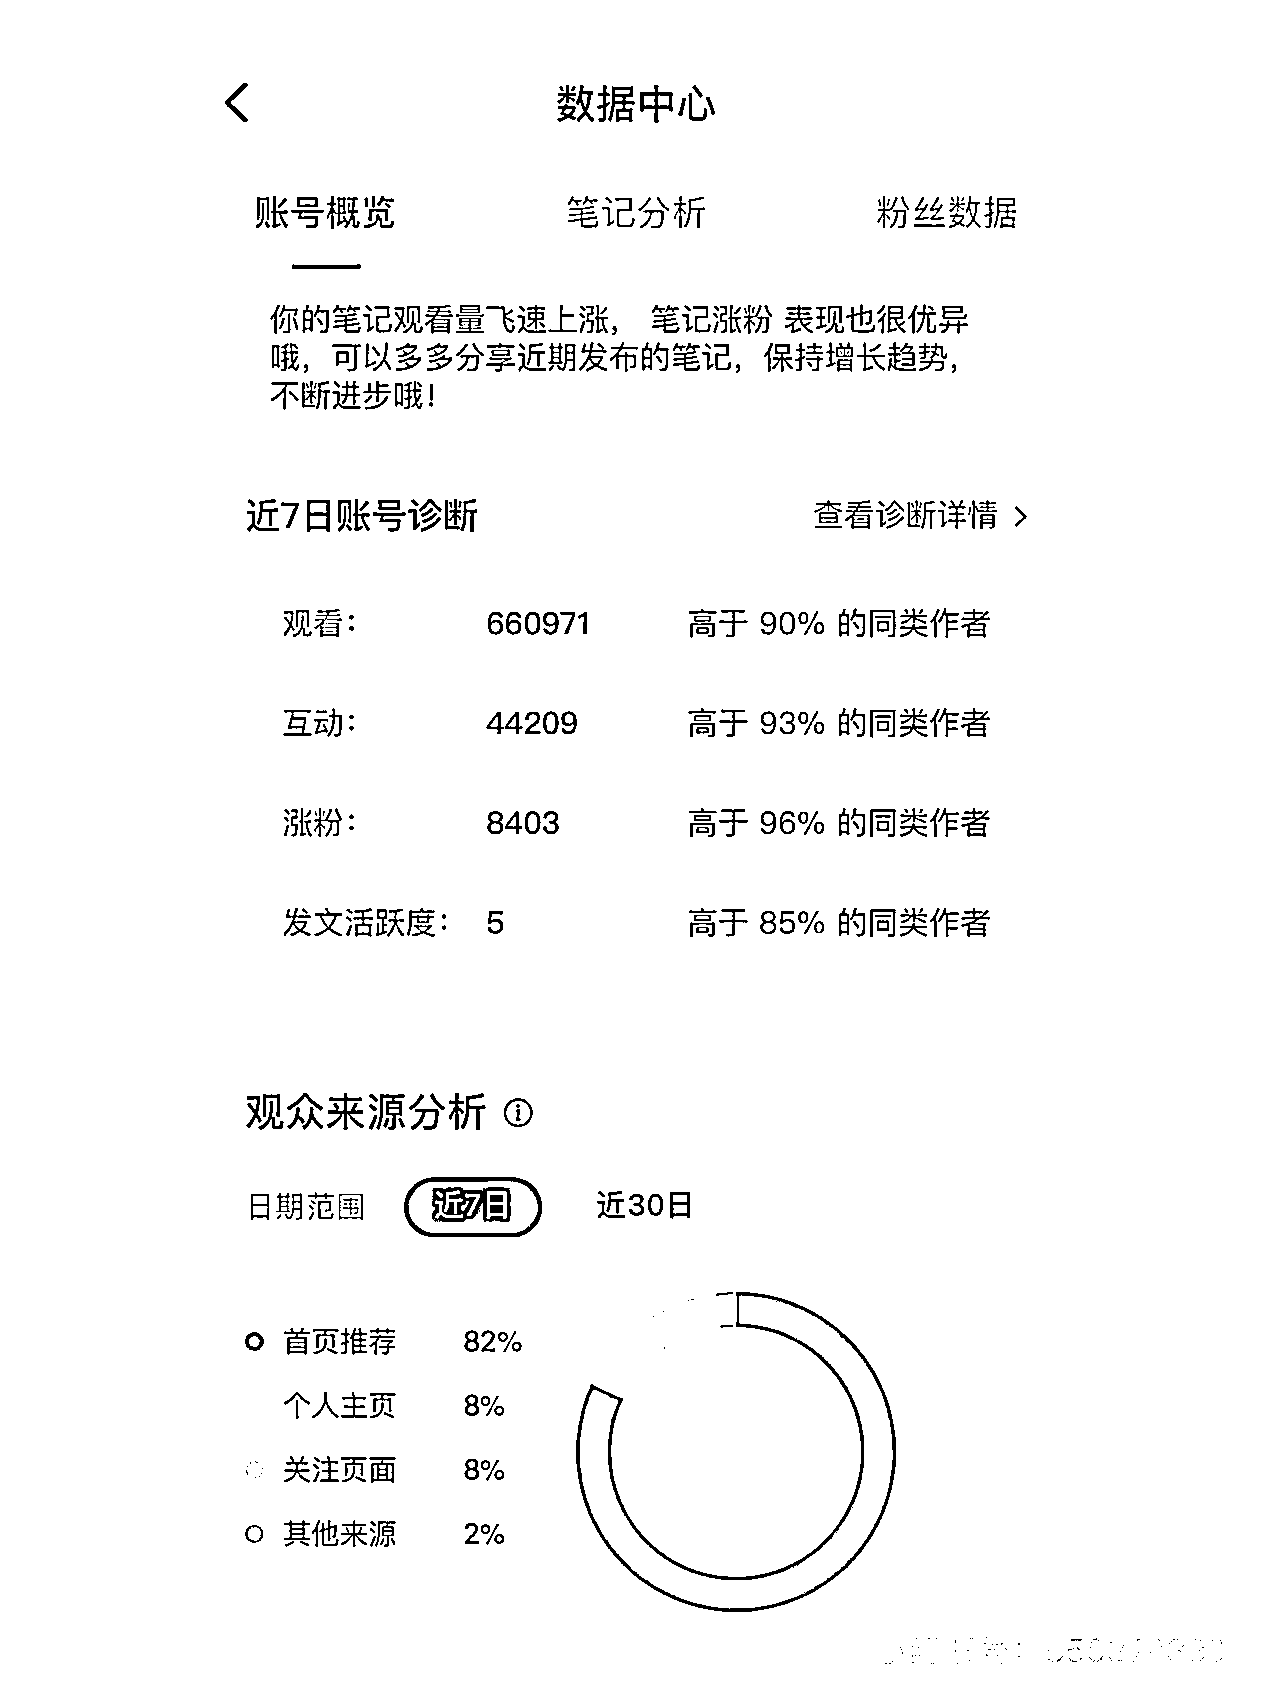 数据中心
账号概览 笔记分析 粉丝数据
你的笔记观看量飞速上涨， 笔记涨粉 表现也很优异
哦，可以多多分享近期发布的笔记，保持增长趋势，
不断进步哦！
近7日账号诊断 查看诊断详情 >
观看： 660971 高于 90% 的同类作者
互动： 44209 高于 93% 的同类作者
涨粉： 8403 高于 96% 的同类作者
发文活跃度： 5 高于 85% 的同类作者
观众来源分析
日期范围 近7日 近30日
首页推荐 82%
个人主页 8%
关注页面 8%
其他来源 2%